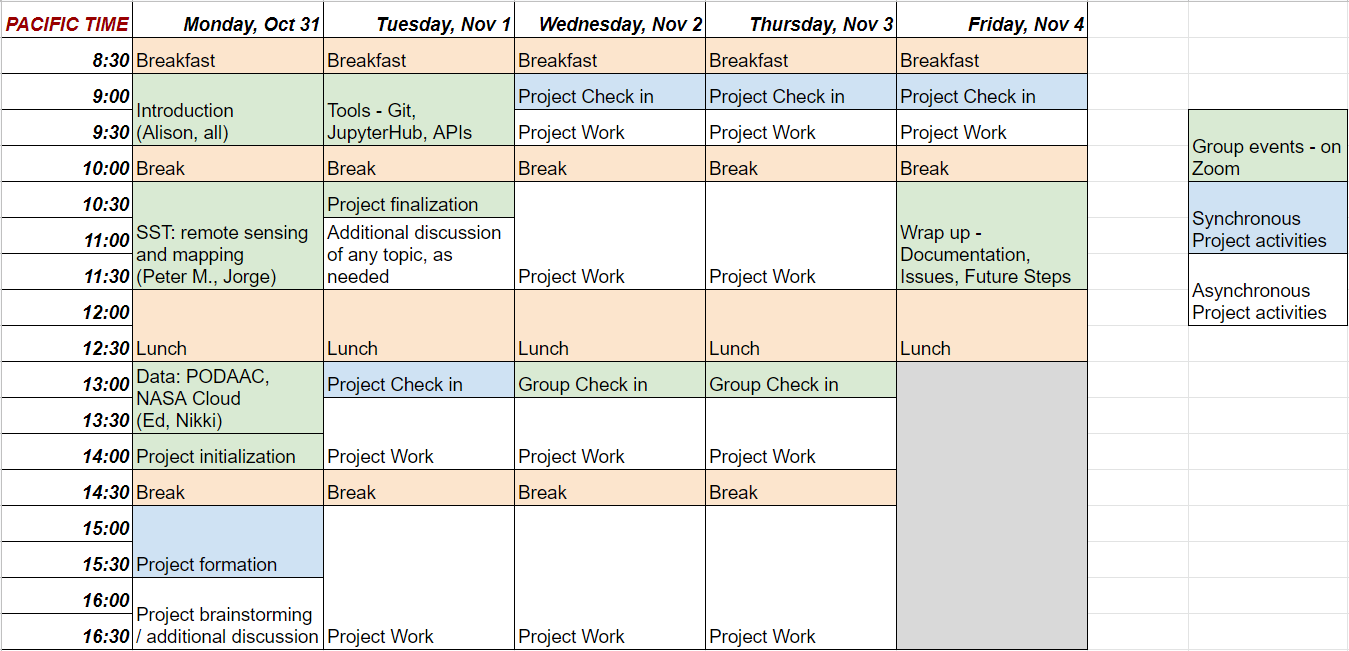 PACIFIC TIME Monday, Oct 31 Tuesday, Nov 1 Wednesday, Nov 2 Thursday, Nov 3 Friday, Nov 4
8:30 Breakfast Breakfast Breakfast Breakfast Breakfast
9:00 Project Check in Project Check in Project Check in
Introduction Tools - Git,
9:30 (Alison, all) JupyterHub, APIs Project Work Project Work Project Work
Group events - on
10:00 Break Break Break Break Break Zoom
10:30 Project finalization
Synchronous
SST: remote sensing Additional discussion Wrap up -
11:00 and mapping of any topic, as Documentation, Project activities
11:30 (Peter M., Jorge) needed Project Work Project Work Issues, Future Steps
Asynchronous
12:00 Project activities
12:30 Lunch Lunch Lunch Lunch Lunch
Data: PODAAC,
13:00 NASA Cloud Project Check in Group Check in Group Check in
13:30 (Ed, Nikki)
14:00 Project initialization Project Work Project Work Project Work
14:30 Break Break Break Break
15:00
15:30 Project formation
16:00
Project brainstorming
16:30 / additional discussion Project Work Project Work Project Work